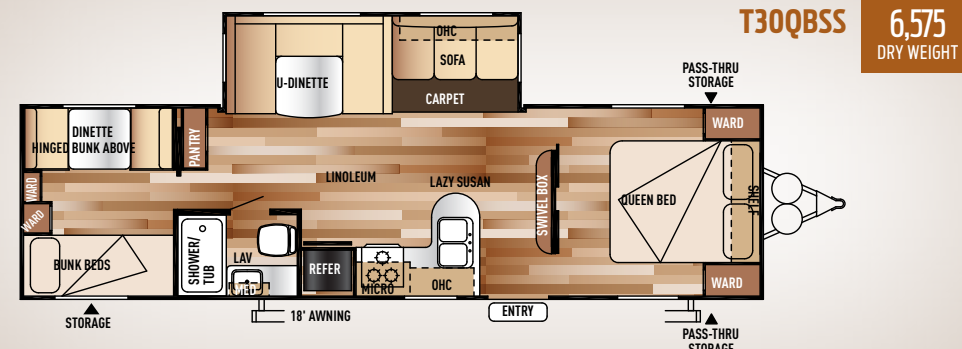 T30QBSS
6,575
DRY WEIGHT
OHC
SOFA
U-DINETTE
CARPET
PASS-THRU
STORAGE
WARD
DINETTE
HINGED BUNK ABOVE
PANTRY
LINOLEUM
LAZY SUSAN
SWIVEL BOX
QUEEN BED
SHELF
WARD
WARD
BUNK BEDS
SHOWER/
TUB
LAV
MED
REFER
MICRO
OHC
WARD
STORAGE
18' AWNING
ENTRY
PASS-THRU
STORAGE